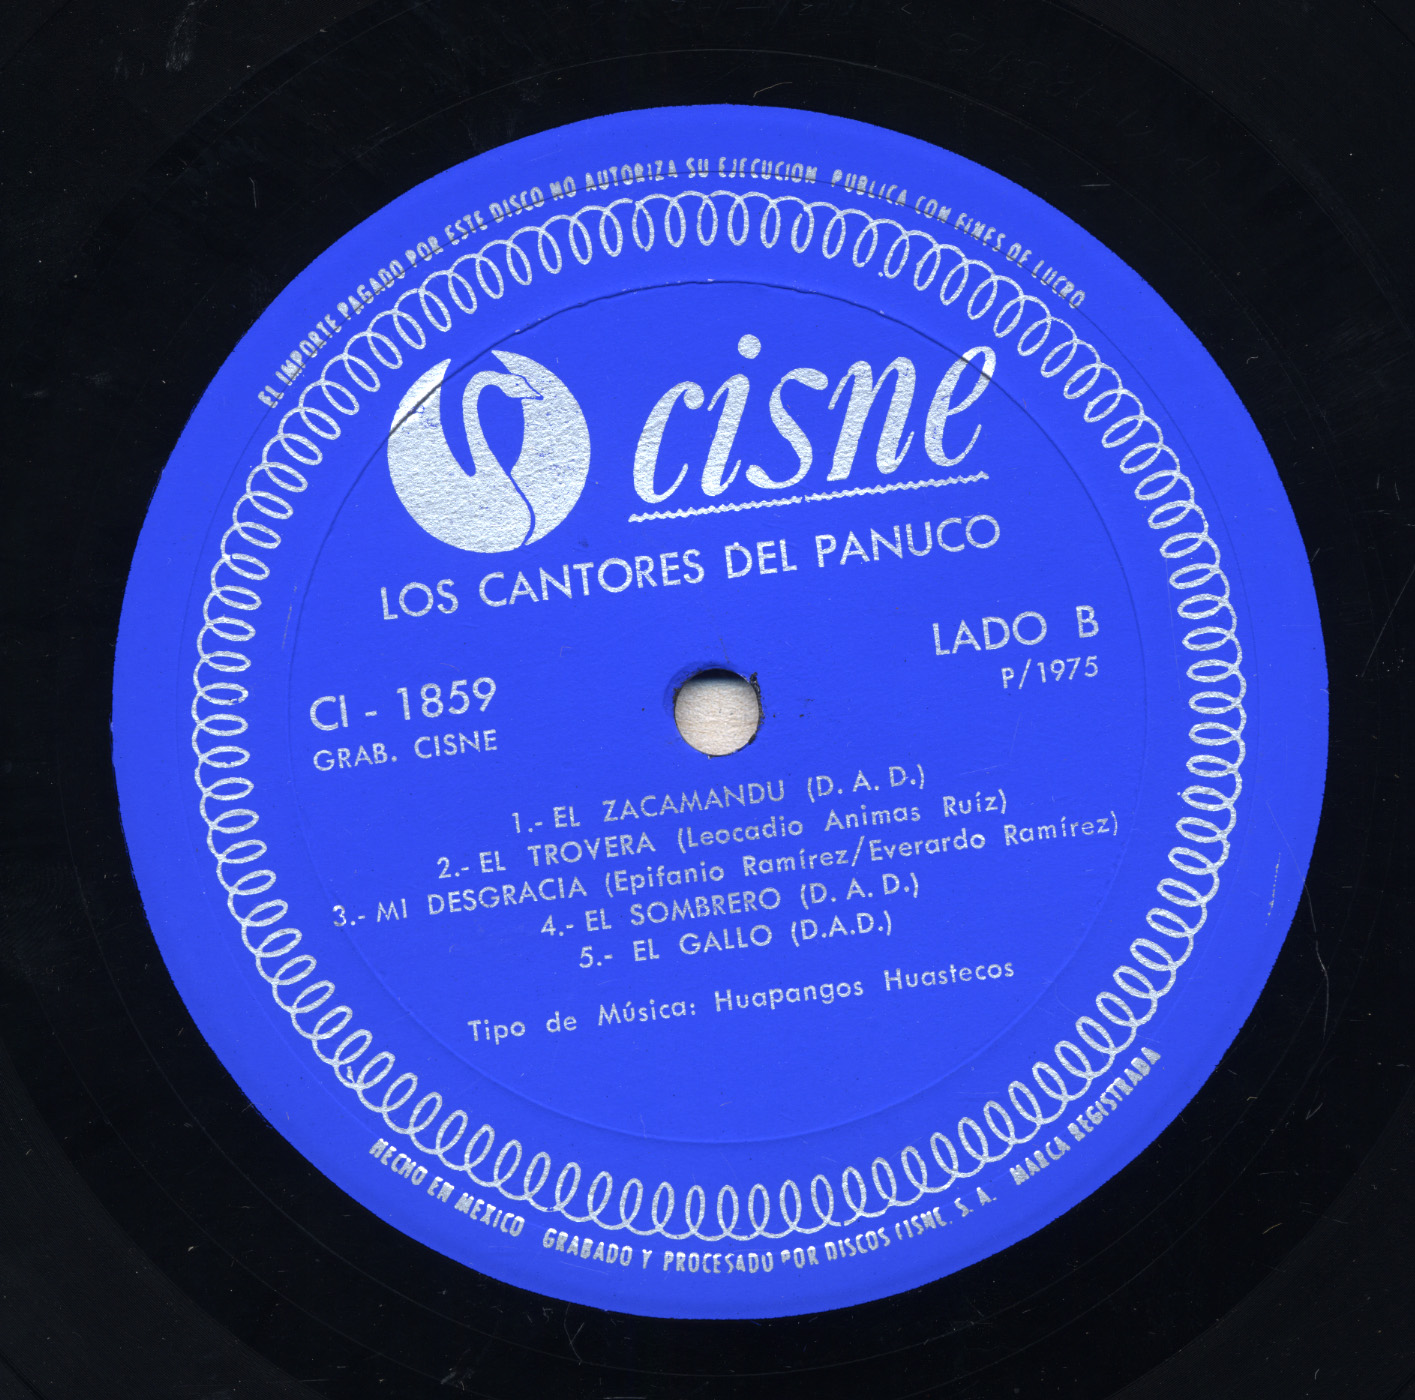 EL IMPORTE PAGADO POR ESTE DISCO NO AUTORIZA SU EJECUCION PUBLICA CON FINES DE LUCRO
cisne
LOS CANTORES DEL PANUCO
LADO B
P/1975
CI - 1859
GRAB. CISNE
1.- EL ZACAMANDU (D. A. D.)
2.- EL TROVERA (Leocadio Animas Ruíz)
3.- MI DESGRACIA (Epifanio Ramírez/Everardo Ramírez)
4.- EL SOMBRERO (D. A. D.)
5.- EL GALLO (D.A.D.)
Tipo de Música: Huapangos Huastecos
HECHO EN MEXICO GRABADO Y PROCESADO POR DISCOS CISNE, S. A. MARCA REGISTRADA